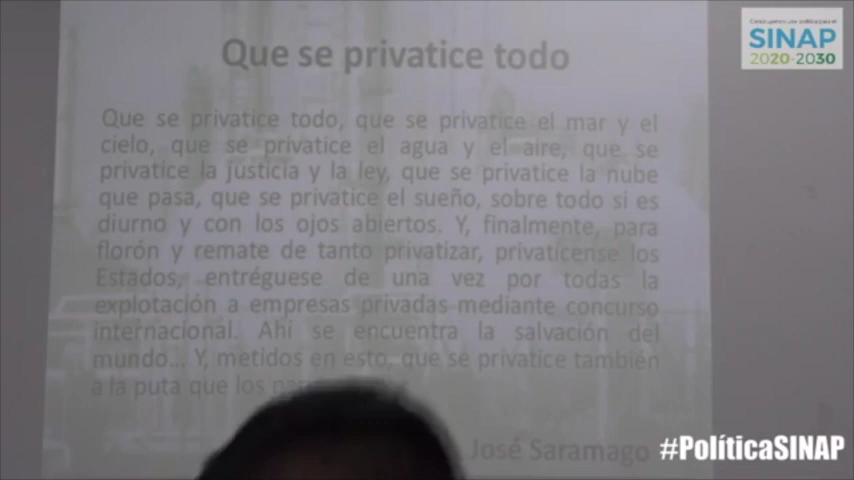 Que se privatice todo
Que se privatice todo, que se privatice el mar y el
cielo, que se privatice el agua y el aire, que se
privatice la justicia y la ley, que se privatice la nube
que pasa, que se privatice el sueño, sobre todo si es
diurno y con los ojos abiertos. Y, finalmente, para
florón y remate de tanto privatizar, privatícense los
Estados, entréguese de una vez por todas la
explotación a empresas privadas mediante concurso
internacional. Ahí se encuentra la salvación del
mundo... Y, metidos en esto, que se privatice también
a la puta que los
José Saramago
SINAP
2020-2030
#PolíticaSINAP